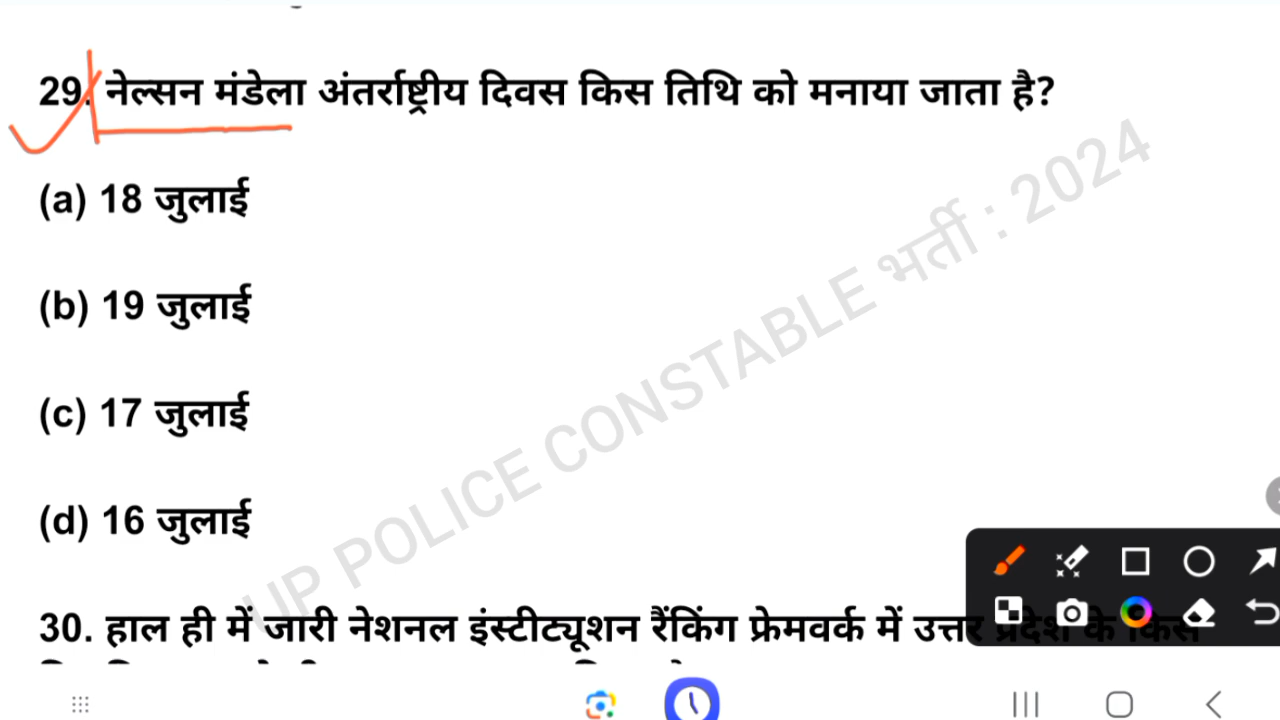 29. नेल्सन मंडेला अंतर्राष्ट्रीय दिवस किस तिथि को मनाया जाता है?
(a) 18 जुलाई
(b) 19 जुलाई
(c) 17 जुलाई
(d) 16 जुलाई
UP POLICE CONSTABLE भर्ती : 2024
30. हाल ही में जारी नेशनल इंस्टीट्यूशन रैंकिंग फ्रेमवर्क में उत्तर प्रदेश के किस